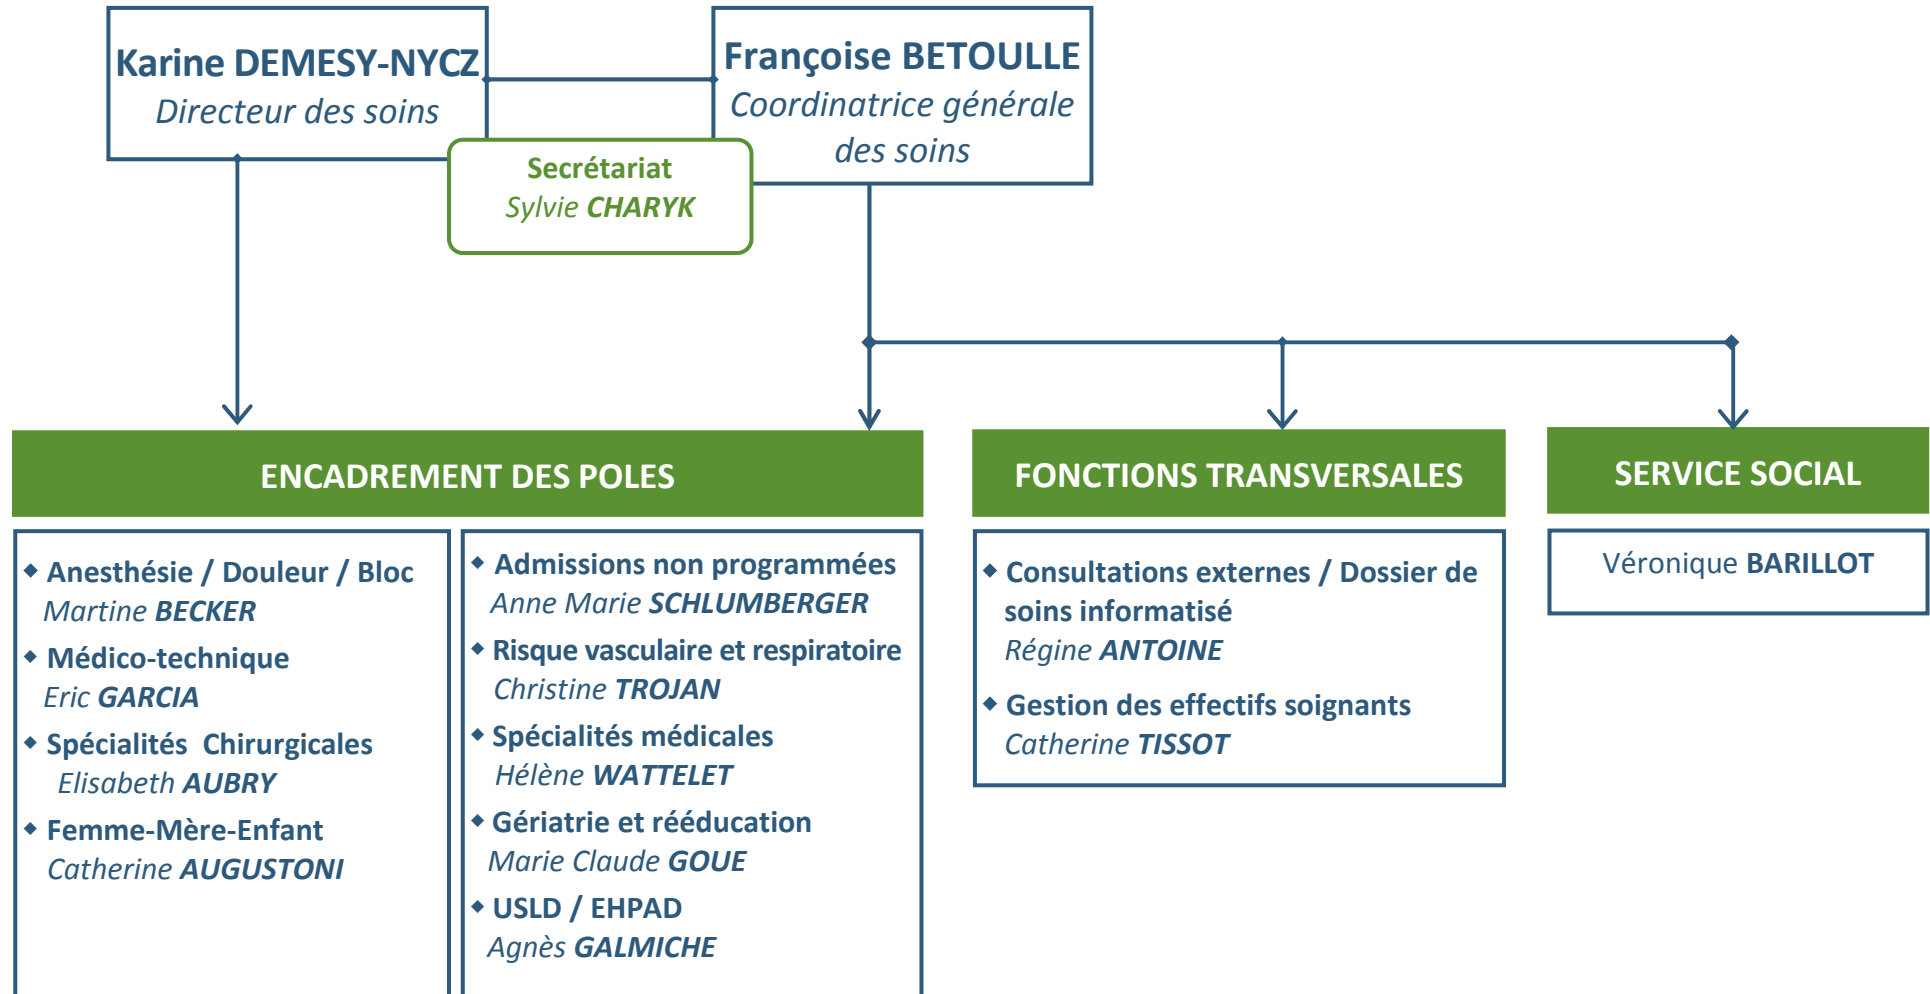 Karine DEMESY-NYCZ
Directeur des soins
Françoise BETOULLE
Coordinatrice générale
des soins
Secrétariat
Sylvie CHARYK
ENCADREMENT DES POLES
Anesthésie / Douleur / Bloc
Martine BECKER
Médico-technique
Eric GARCIA
Spécialités Chirurgicales
Elisabeth AUBRY
Femme-Mère-Enfant
Catherine AUGUSTONI
Admissions non programmées
Anne Marie SCHLUMBERGER
Risque vasculaire et respiratoire
Christine TROJAN
Spécialités médicales
Hélène WATTELET
Gériatrie et rééducation
Marie Claude GOUE
USLD / EHPAD
Agnès GALMICHE
FONCTIONS TRANSVERSALES
Consultations externes / Dossier de
soins informatisé
Régine ANTOINE
Gestion des effectifs soignants
Catherine TISSOT
SERVICE SOCIAL
Véronique BARILLOT